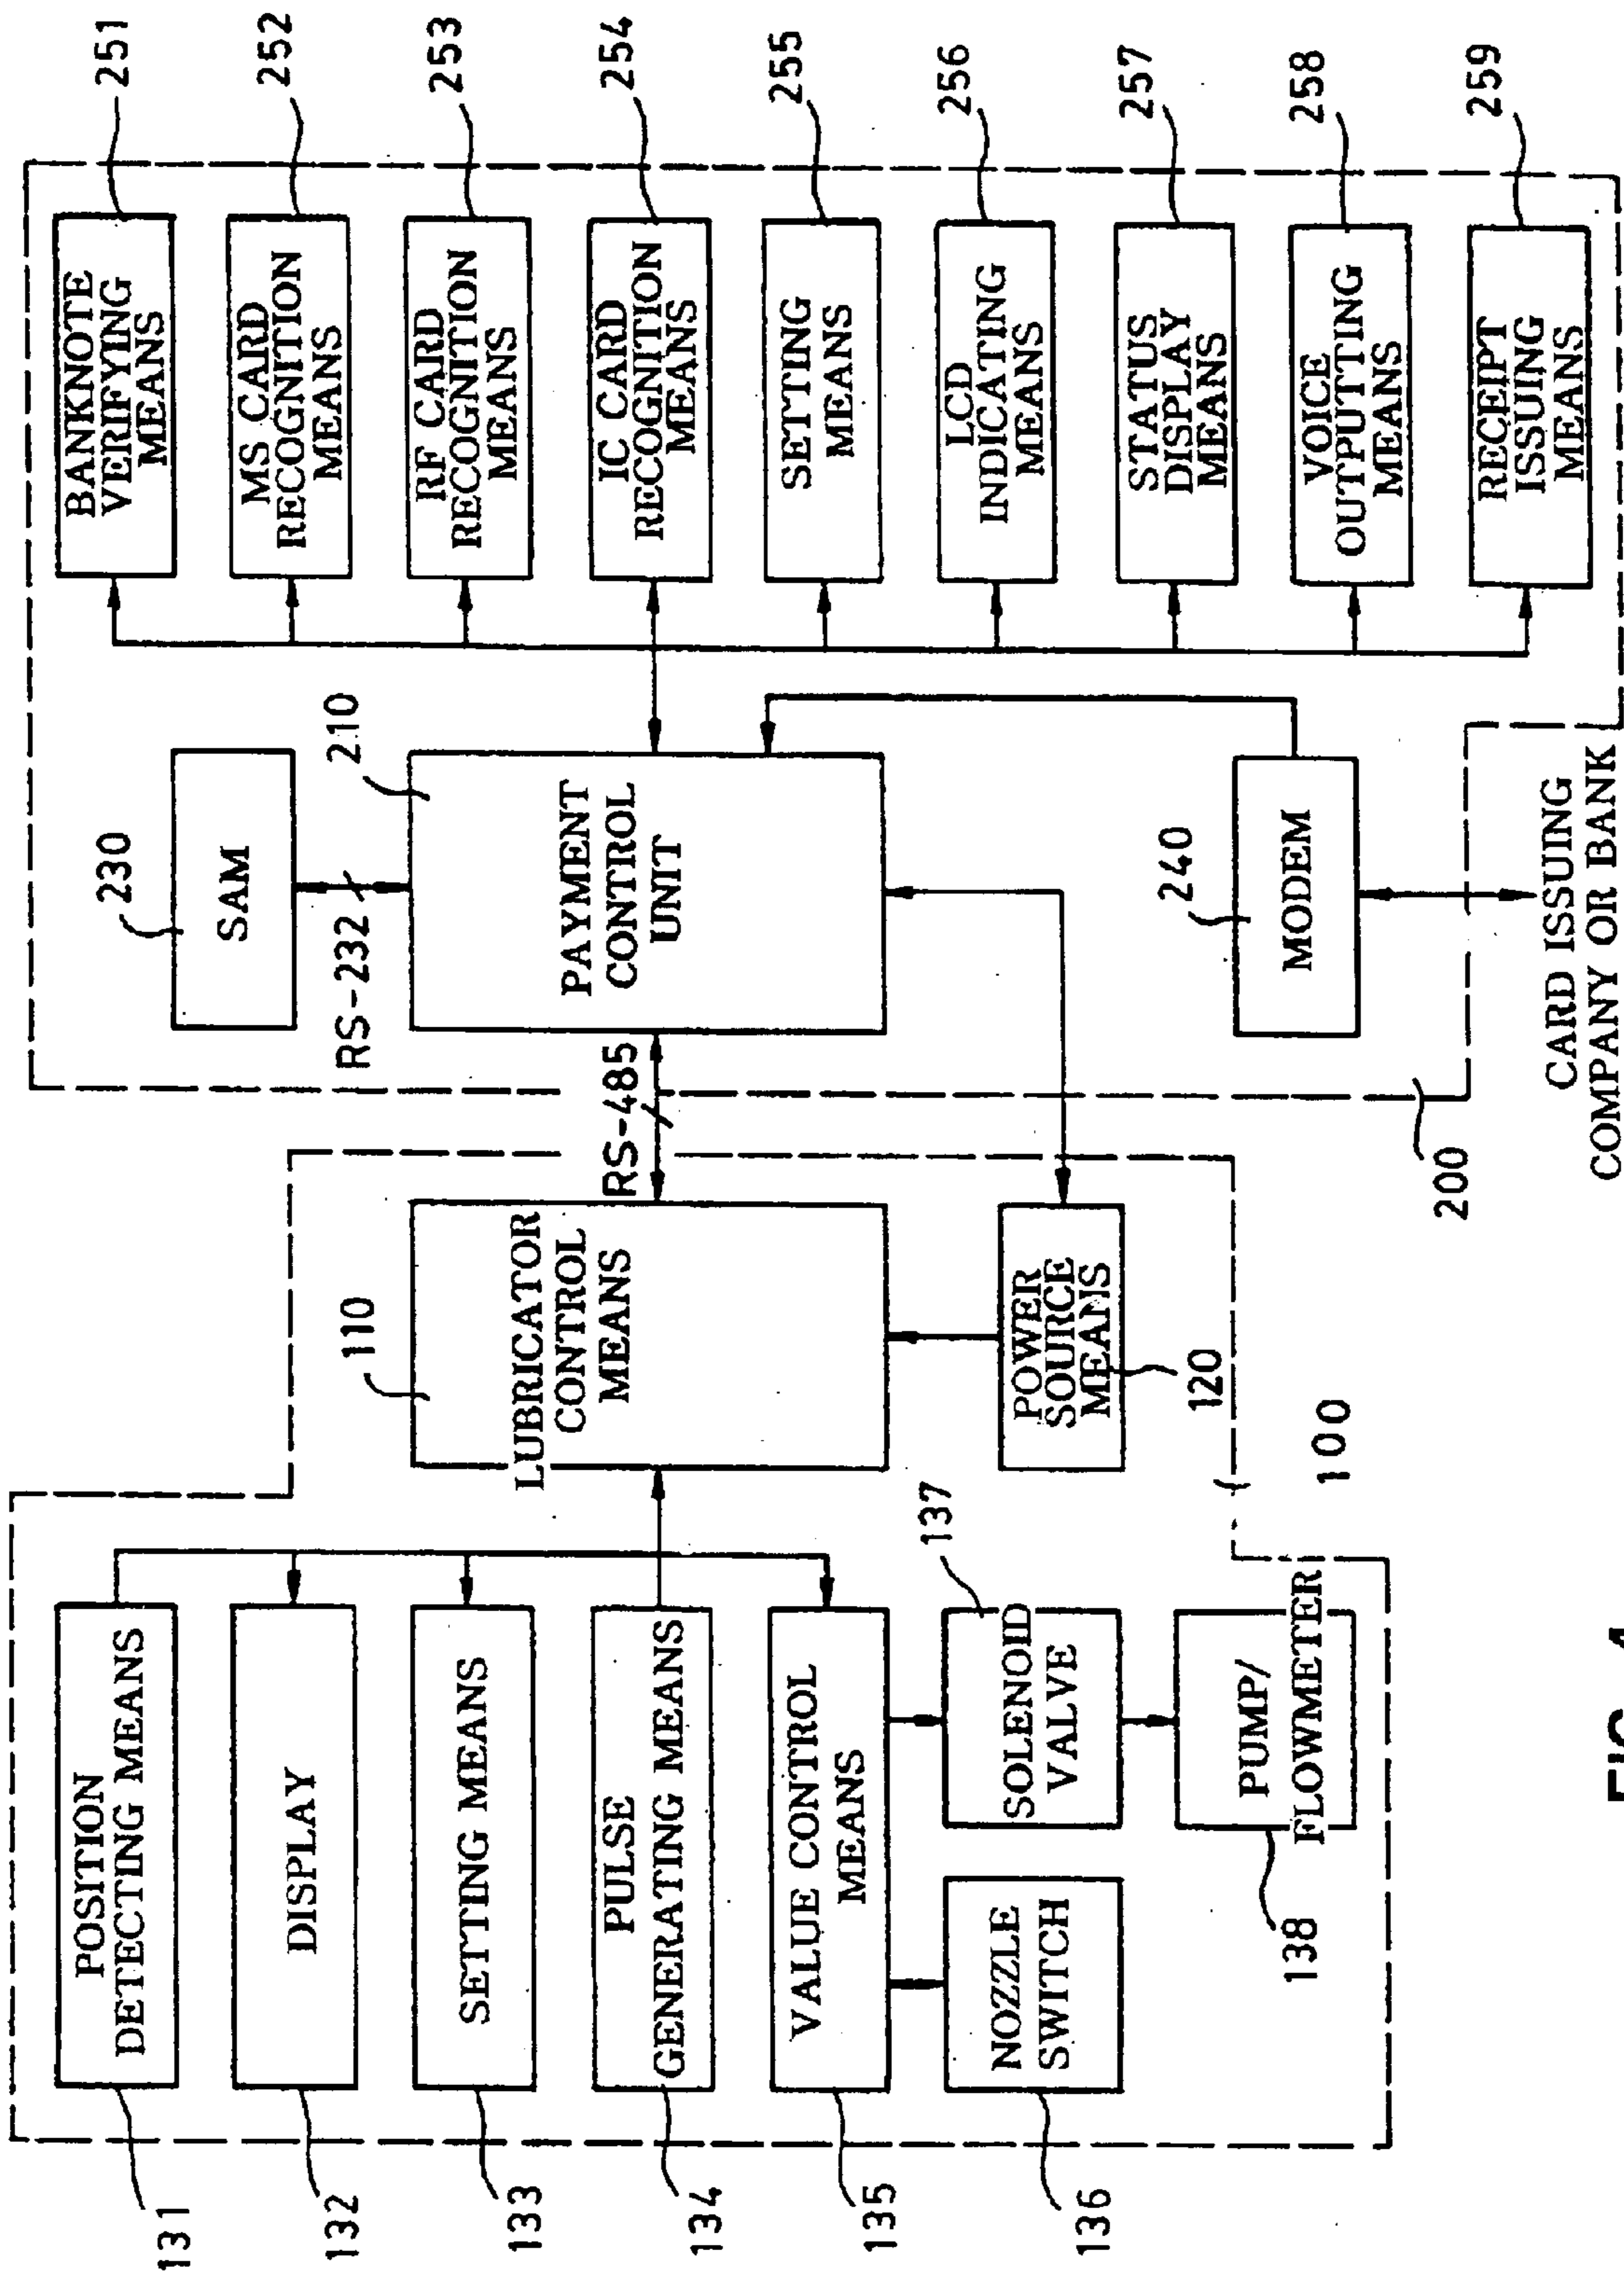 131
POSITION
DETECTING MEANS
132
DISPLAY
133
SETTING MEANS
134
PULSE
GENERATING MEANS
135
VALUE CONTROL
MEANS
136
NOZZLE
SWITCH
137
SOLENOID
VALVE
138
PUMP/
FLOWMETER
110
LUBRICATOR
CONTROL
MEANS
POWER
SOURCE
MEANS
120
100
RS-485
230
SAM
RS-232
210
PAYMENT
CONTROL
UNIT
240
MODEM
200
CARD ISSUING
COMPANY OR BANK
BANKNOTE
VERIFYING
MEANS
251
MS CARD
RECOGNITION
MEANS
252
RF CARD
RECOGNITION
MEANS
253
IC CARD
RECOGNITION
MEANS
254
SETTING
MEANS
255
LCD
INDICATING
MEANS
256
STATUS
DISPLAY
MEANS
257
VOICE
OUTPUTTING
MEANS
258
RECEIPT
ISSUING
MEANS
259